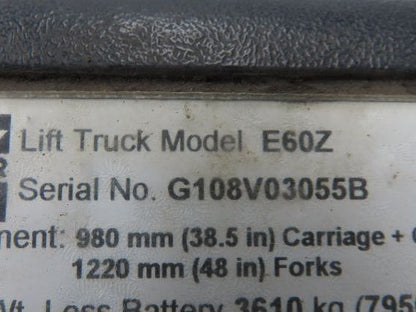 Lift Truck Model E60Z
Serial No. G108V03055B
980 mm (38.5 in) Carriage +
1220 mm (48 in) Forks
Less Battery 3610 kg